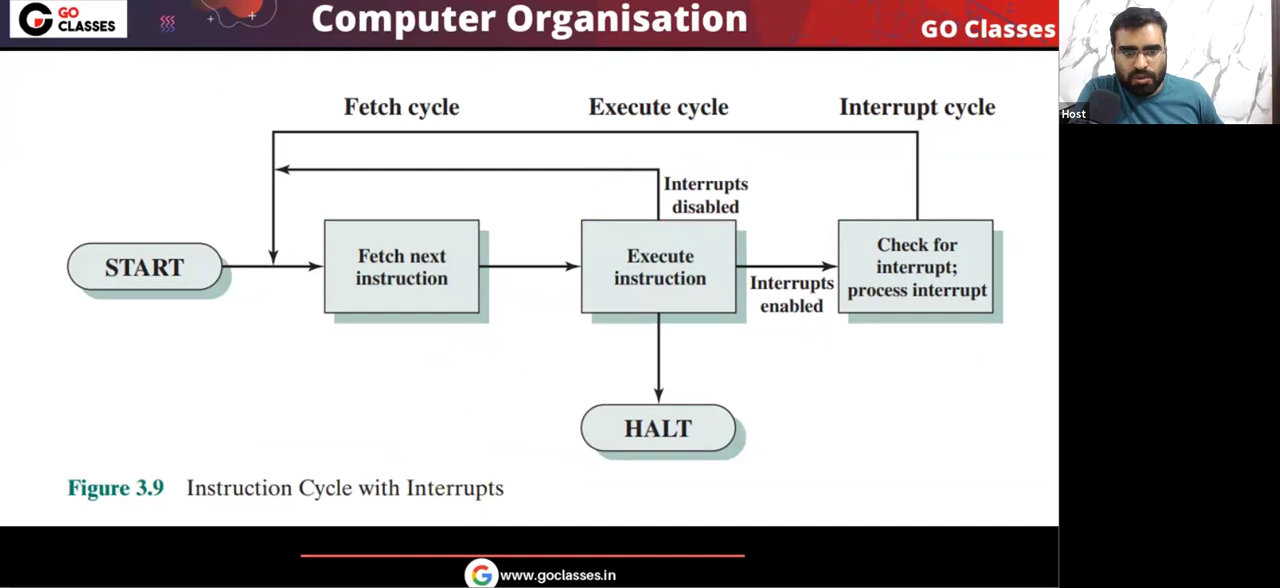 GO
CLASSES
Computer Organisation
GO Classes
Host
Fetch cycle
Execute cycle
Interrupt cycle
Interrupts
disabled
START
Fetch next
instruction
Execute
instruction
Interrupts
enabled
Check for
interrupt;
process interrupt
HALT
Figure 3.9 Instruction Cycle with Interrupts
www.goclasses.in